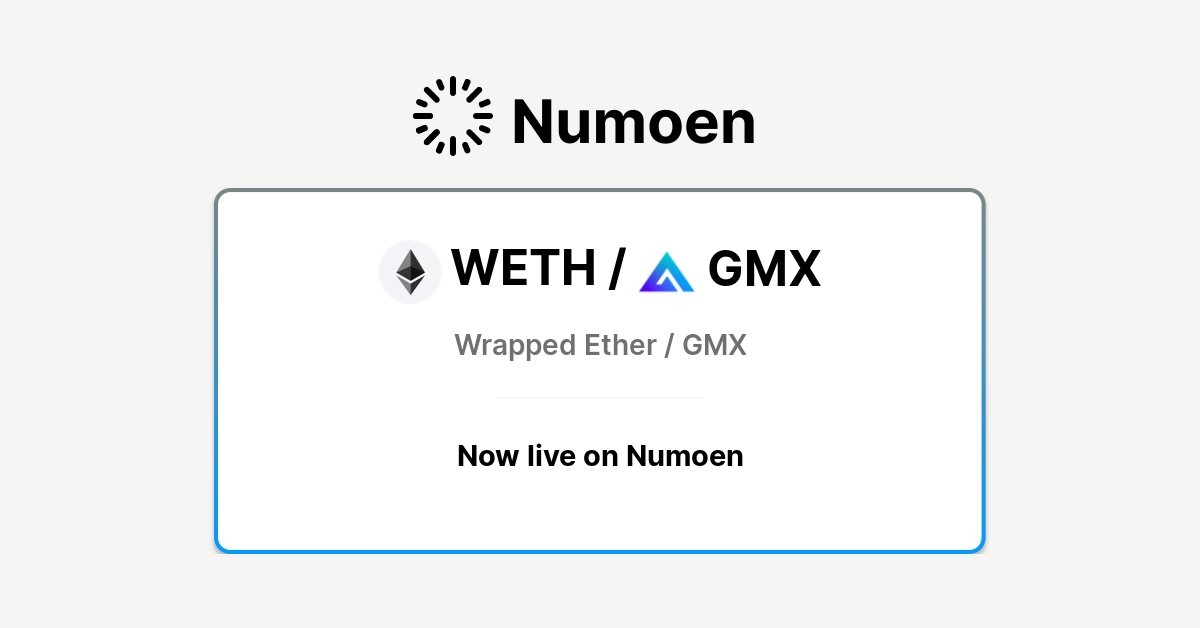 Numoen
WETH / GMX
Wrapped Ether / GMX
Now live on Numoen